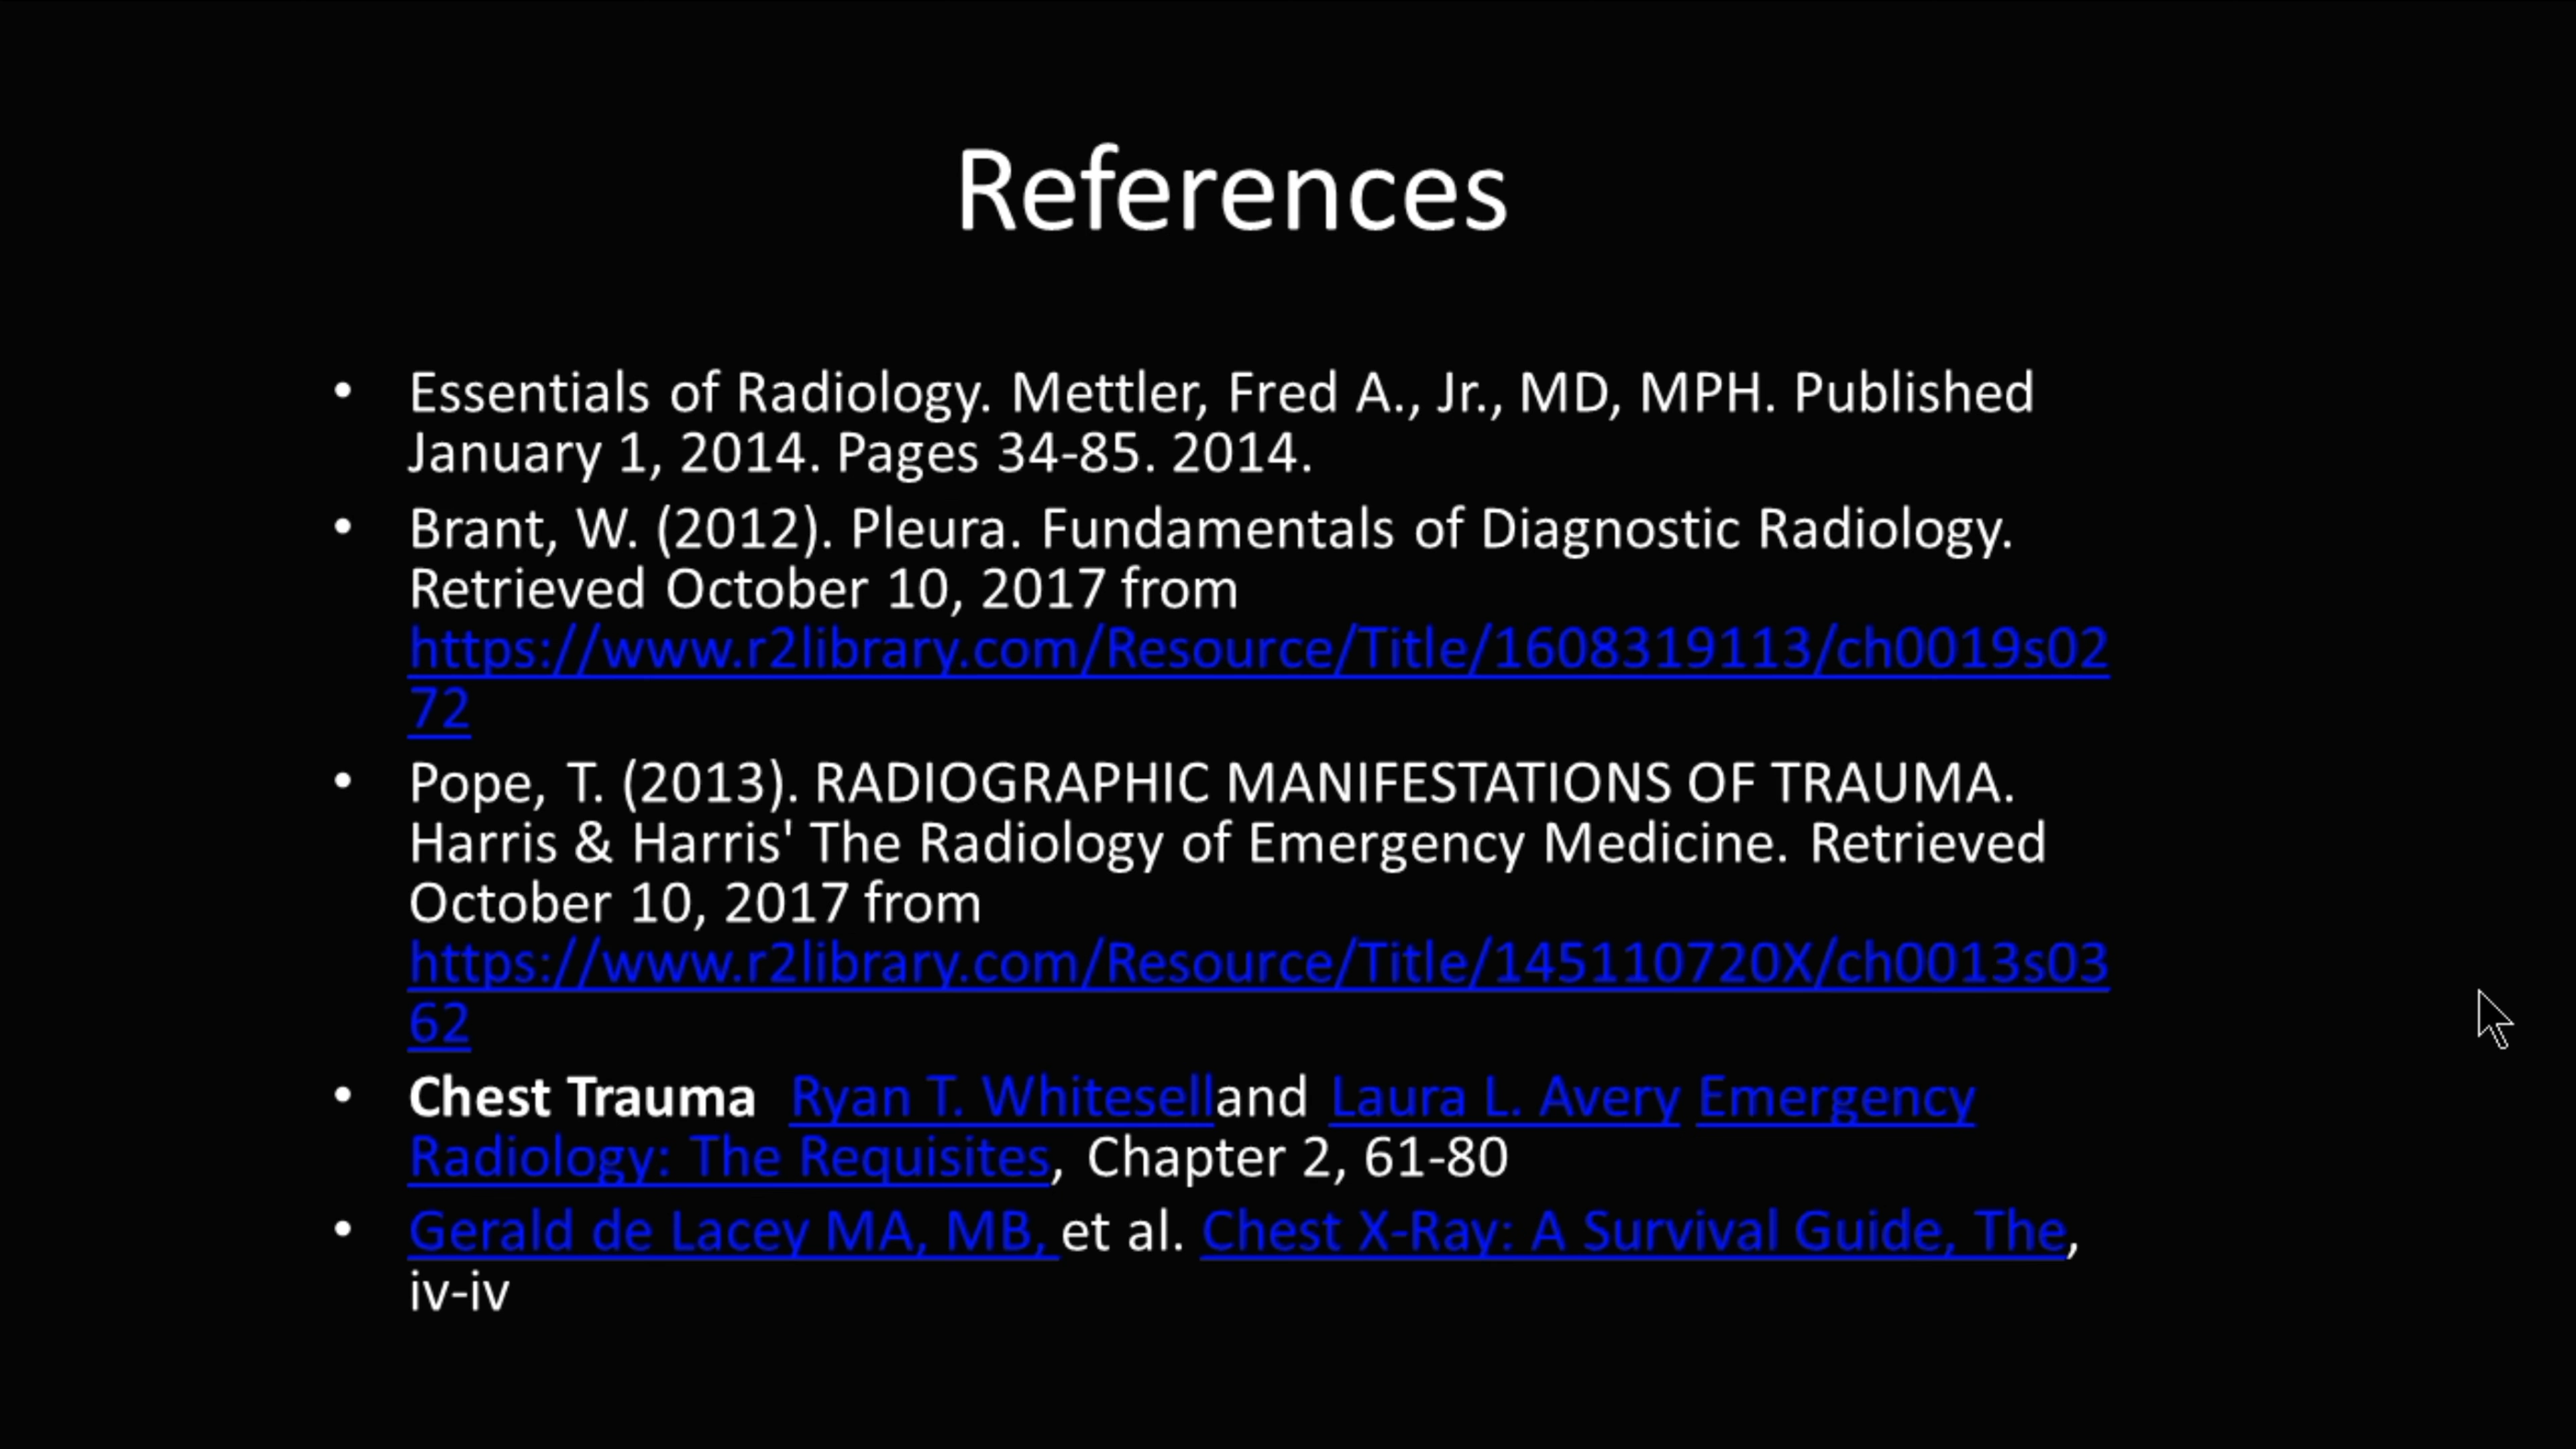 References
• Essentials of Radiology. Mettler, Fred A., Jr., MD, MPH. Published
January 1, 2014. Pages 34-85. 2014.
• Brant, W. (2012). Pleura. Fundamentals of Diagnostic Radiology.
Retrieved October 10, 2017 from
https://www.r2library.com/Resource/Title/1608319113/ch0019s02
72
• Pope, T. (2013). RADIOGRAPHIC MANIFESTATIONS OF TRAUMA.
Harris & Harris' The Radiology of Emergency Medicine. Retrieved
October 10, 2017 from
https://www.r2library.com/Resource/Title/145110720X/ch0013s03
62
• Chest Trauma  Ryan T. Whiteselland Laura L. Avery Emergency
Radiology: The Requisites, Chapter 2, 61-80
• Gerald de Lacey MA, MB, et al. Chest X-Ray: A Survival Guide, The,
iv-iv